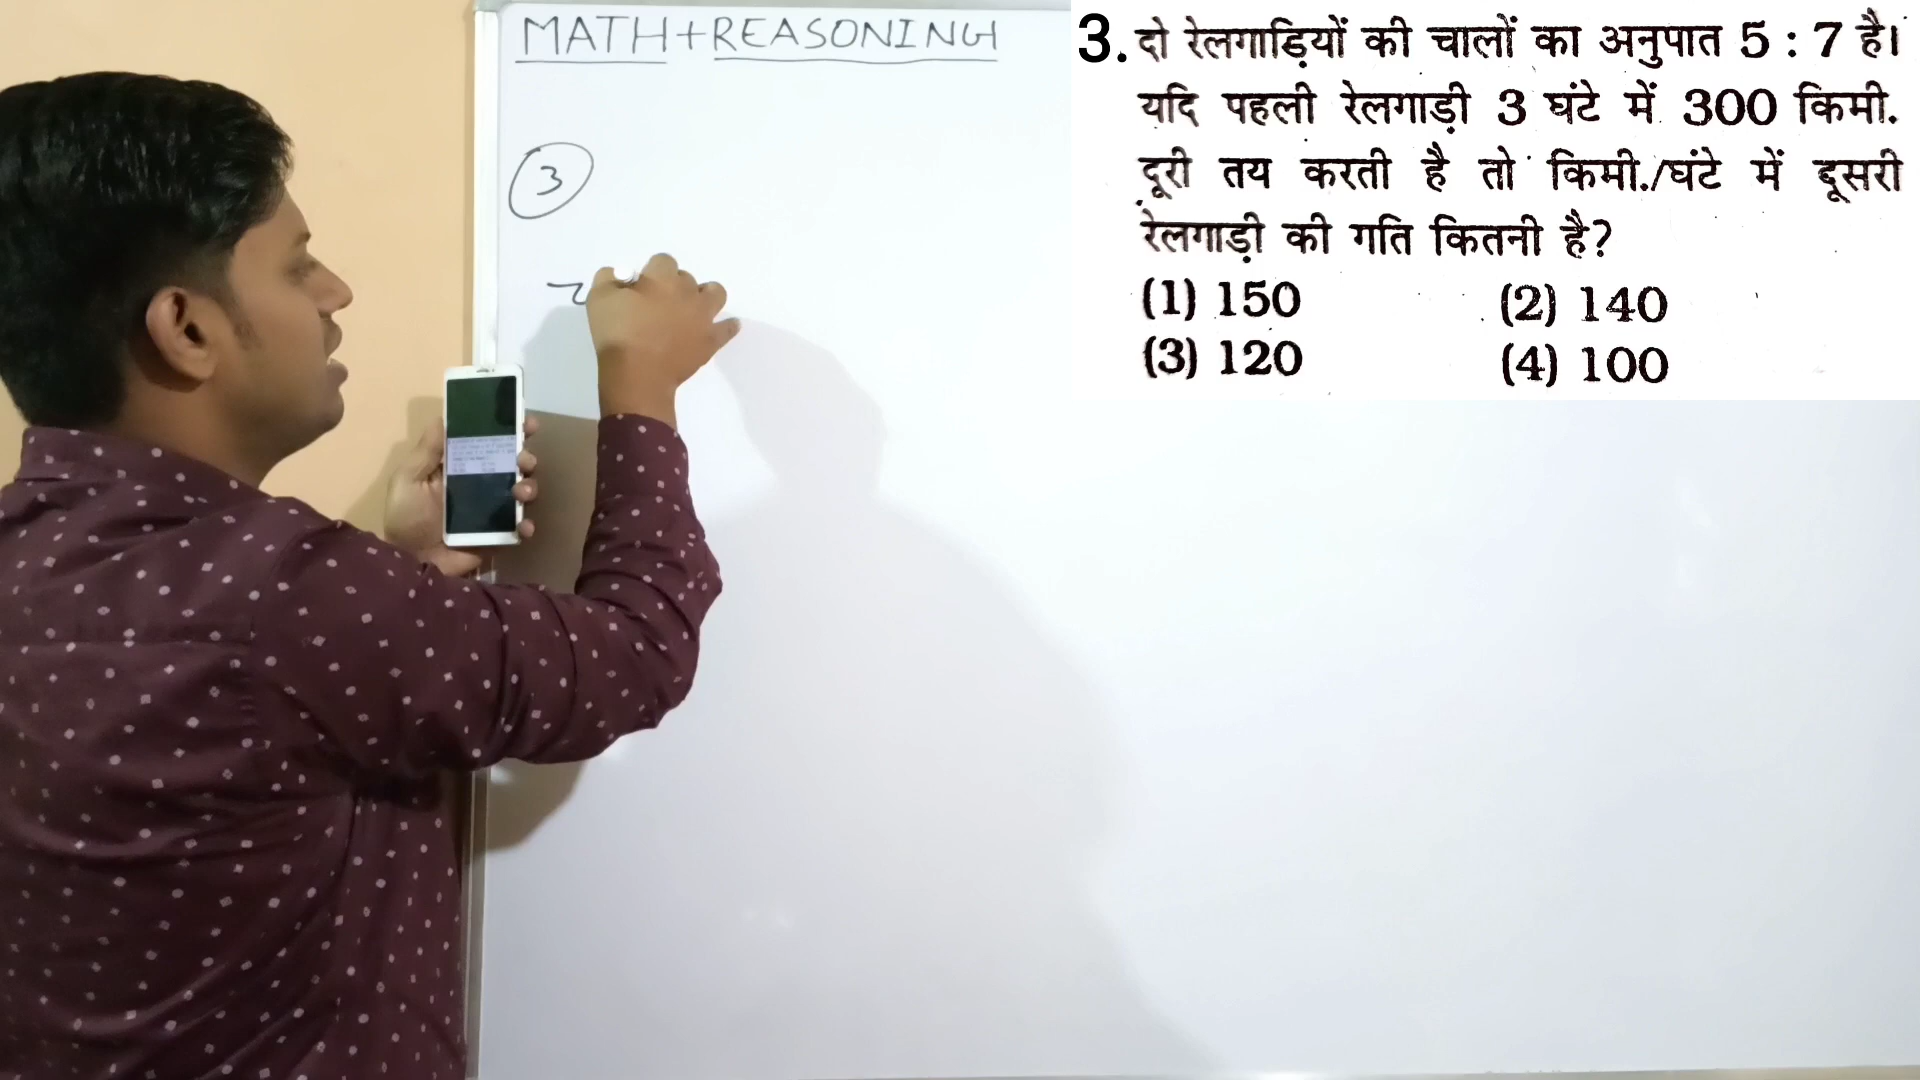 MATH+REASONING
3
3. दो रेलगाड़ियों की चालों का अनुपात 5 : 7 है।
यदि पहली रेलगाड़ी 3 घंटे में 300 किमी.
दूरी तय करती है तो किमी./घंटे में दूसरी
रेलगाड़ी की गति कितनी है?
(1) 150 (2) 140
(3) 120 (4) 100